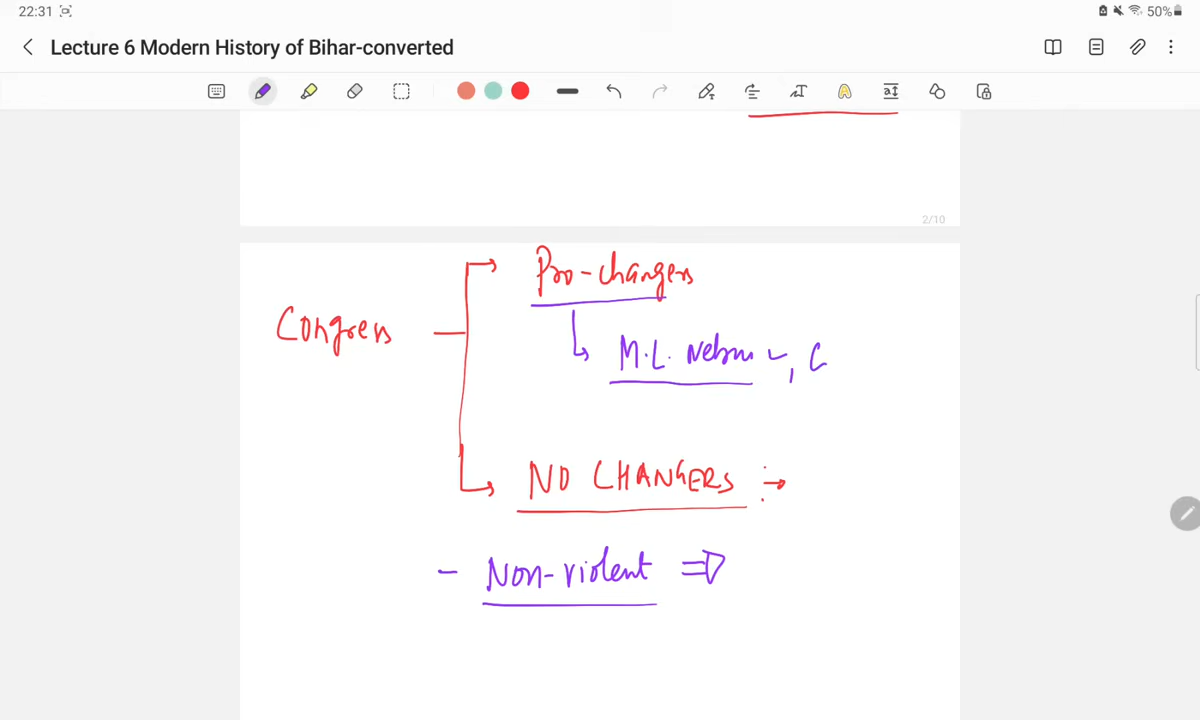 22:31 50%
Lecture 6 Modern History of Bihar-converted
2/10
Pro-changers
Congress
M.L. Nehru, C
NO CHANGERS :→
- Non-violent ⇒